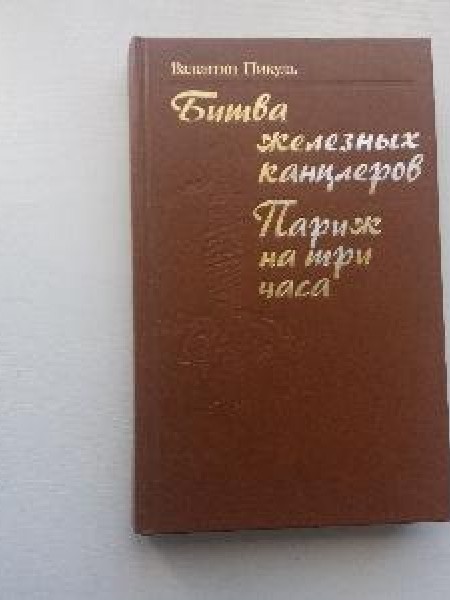 Валентин Пикуль
Битва
железных
канцлеров
Париж
на три
часа